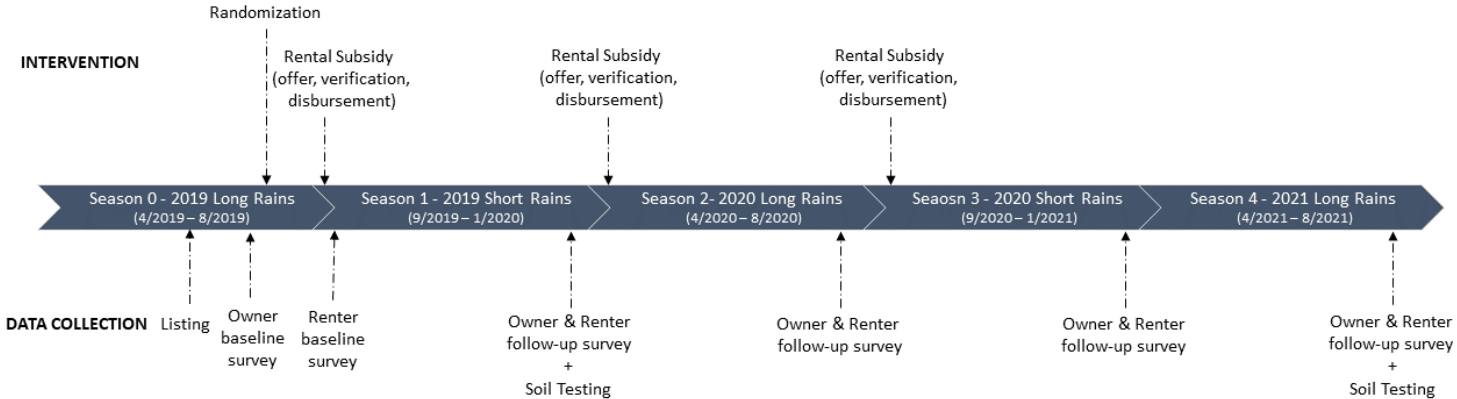 Randomization
INTERVENTION
Rental Subsidy
(offer, verification,
disbursement)
Rental Subsidy
(offer, verification,
disbursement)
Rental Subsidy
(offer, verification,
disbursement)
Season 0 - 2019 Long Rains
(4/2019 – 8/2019)
Season 1 - 2019 Short Rains
(9/2019 – 1/2020)
Season 2- 2020 Long Rains
(4/2020 – 8/2020)
Seaosn 3 - 2020 Short Rains
(9/2020 – 1/2021)
Season 4 - 2021 Long Rains
(4/2021 – 8/2021)
DATA COLLECTION
Listing
Owner
baseline
survey
Renter
baseline
survey
Owner & Renter
follow-up survey
+
Soil Testing
Owner & Renter
follow-up survey
Owner & Renter
follow-up survey
Owner & Renter
follow-up survey
+
Soil Testing